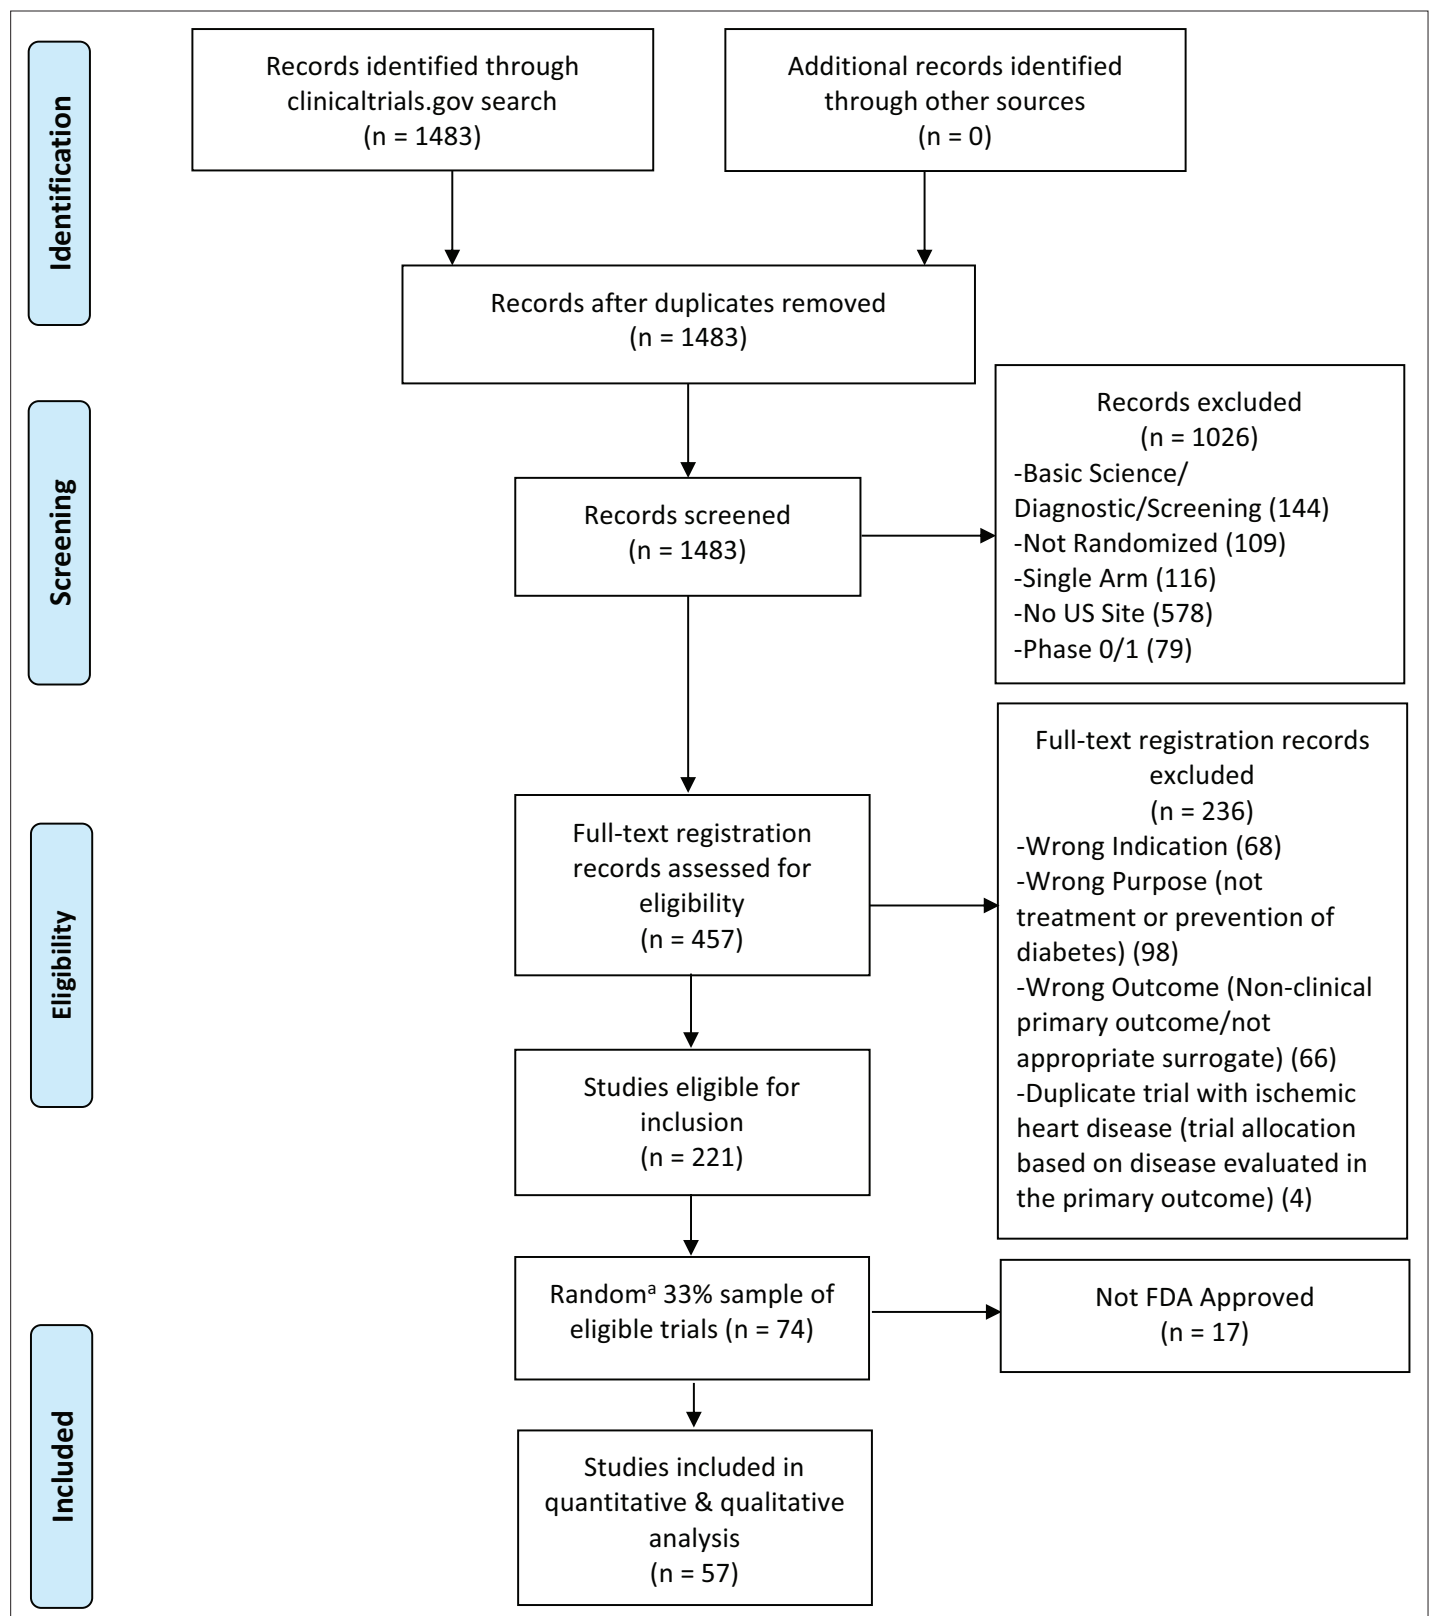 Identification
Records identified through
clinicaltrials.gov search
(n = 1483)
Additional records identified
through other sources
(n = 0)
Records after duplicates removed
(n = 1483)
Screening
Records screened
(n = 1483)
Records excluded
(n = 1026)
-Basic Science/
Diagnostic/Screening (144)
-Not Randomized (109)
-Single Arm (116)
-No US Site (578)
-Phase 0/1 (79)
Eligibility
Full-text registration
records assessed for
eligibility
(n = 457)
Full-text registration records
excluded
(n = 236)
-Wrong Indication (68)
-Wrong Purpose (not
treatment or prevention of
diabetes) (98)
-Wrong Outcome (Non-clinical
primary outcome/not
appropriate surrogate) (66)
-Duplicate trial with ischemic
heart disease (trial allocation
based on disease evaluated in
the primary outcome) (4)
Studies eligible for
inclusion
(n = 221)
Included
Randomᵃ 33% sample of
eligible trials (n = 74)
Not FDA Approved
(n = 17)
Studies included in
quantitative & qualitative
analysis
(n = 57)